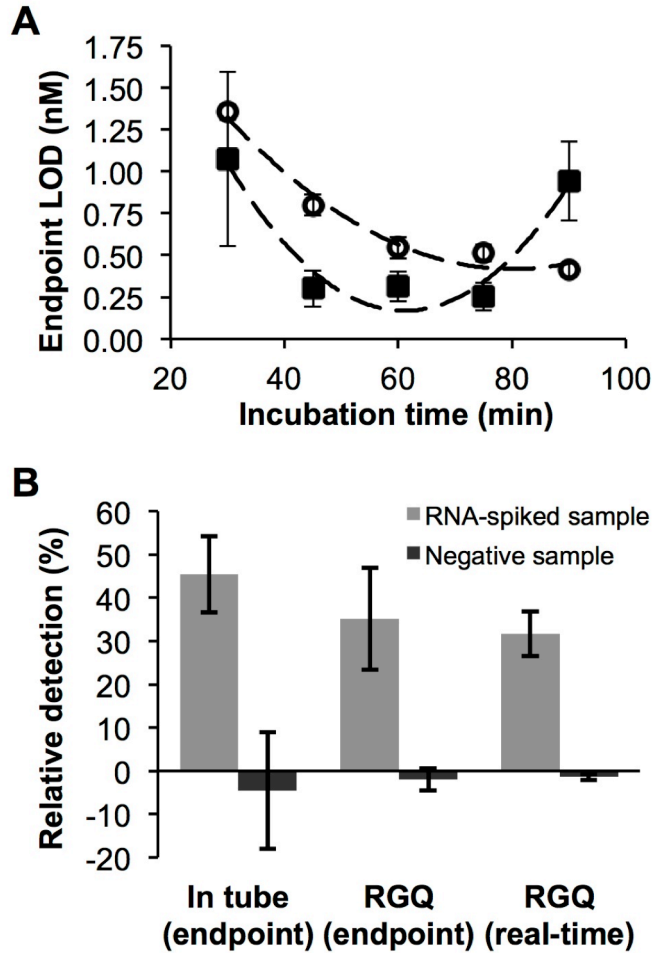 A
Endpoint LOD (nM)
1.75
1.50
1.25
1.00
0.75
0.50
0.25
0.00
20 40 60 80 100
Incubation time (min)
B
Relative detection (%)
60
50
40
30
20
10
0
-10
-20
RNA-spiked sample
Negative sample
In tube
(endpoint)
RGQ
(endpoint)
RGQ
(real-time)